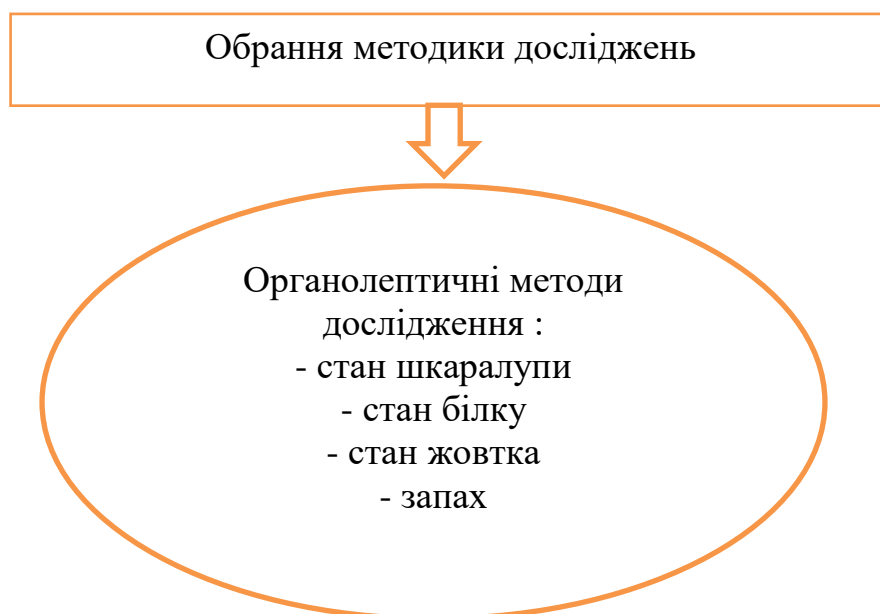 Обрання методики досліджень
Органолептичні методи
дослідження :
- стан шкаралупи
- стан білку
- стан жовтка
- запах